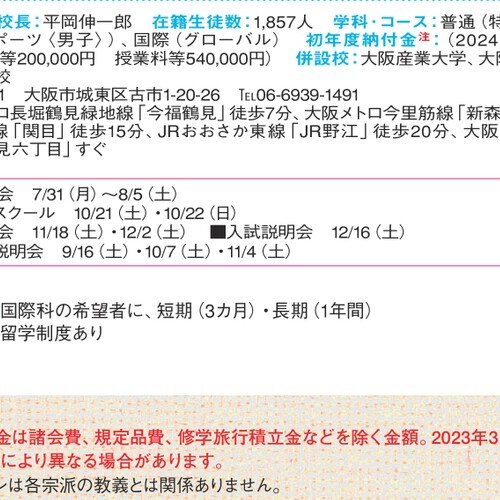 校長：平岡伸一郎 在籍生徒数：1,857人 学科・コース：普通（特
ポーツ〈男子〉）、国際（グローバル） 初年度納付金注：（2024
等200,000円 授業料等540,000円） 併設校：大阪産業大学、大阪
校
1 大阪市城東区古市1-20-26 ℡06-6939-1491
ロ長堀鶴見緑地線「今福鶴見」徒歩7分、大阪メトロ今里筋線「新森
線「関目」徒歩15分、JRおおさか東線「JR野江」徒歩20分、大阪
見六丁目」すぐ
会 7/31（月）～8/5（土）
スクール 10/21（土）・10/22（日）
会 11/18（土）・12/2（土） ■入試説明会 12/16（土）
説明会 9/16（土）・10/7（土）・11/4（土）
国際科の希望者に、短期（3カ月）・長期（1年間）
留学制度あり
金は諸会費、規定品費、修学旅行積立金などを除く金額。2023年3
により異なる場合があります。
ンは各宗派の教義とは関係ありません。